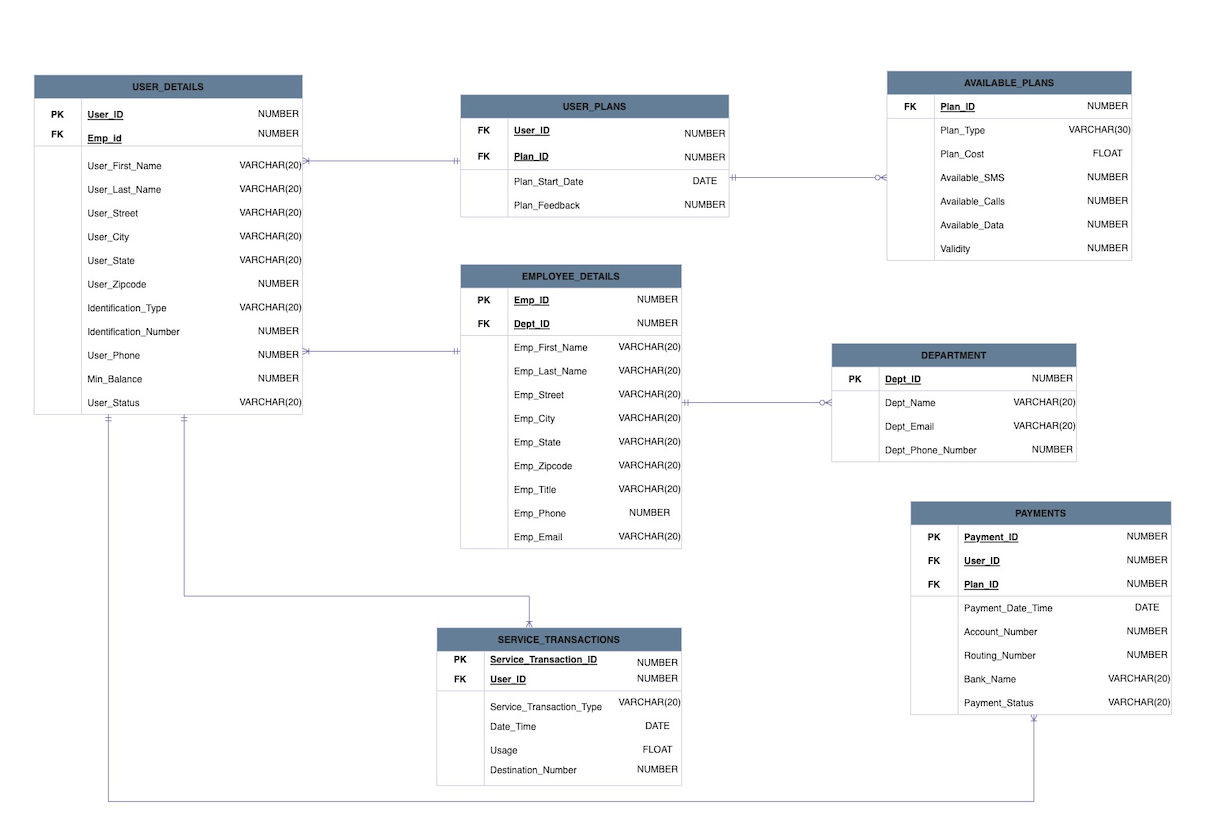 USER_DETAILS
PK User_ID NUMBER
FK Emp_id NUMBER
User_First_Name VARCHAR(20)
User_Last_Name VARCHAR(20)
User_Street VARCHAR(20)
User_City VARCHAR(20)
User_State VARCHAR(20)
User_Zipcode NUMBER
Identification_Type VARCHAR(20)
Identification_Number NUMBER
User_Phone NUMBER
Min_Balance NUMBER
User_Status VARCHAR(20)
USER_PLANS
FK User_ID NUMBER
FK Plan_ID NUMBER
Plan_Start_Date DATE
Plan_Feedback NUMBER
AVAILABLE_PLANS
FK Plan_ID NUMBER
Plan_Type VARCHAR(30)
Plan_Cost FLOAT
Available_SMS NUMBER
Available_Calls NUMBER
Available_Data NUMBER
Validity NUMBER
EMPLOYEE_DETAILS
PK Emp_ID NUMBER
FK Dept_ID NUMBER
Emp_First_Name VARCHAR(20)
Emp_Last_Name VARCHAR(20)
Emp_Street VARCHAR(20)
Emp_City VARCHAR(20)
Emp_State VARCHAR(20)
Emp_Zipcode VARCHAR(20)
Emp_Title VARCHAR(20)
Emp_Phone NUMBER
Emp_Email VARCHAR(20)
DEPARTMENT
PK Dept_ID NUMBER
Dept_Name VARCHAR(20)
Dept_Email VARCHAR(20)
Dept_Phone_Number NUMBER
PAYMENTS
PK Payment_ID NUMBER
FK User_ID NUMBER
FK Plan_ID NUMBER
Payment_Date_Time DATE
Account_Number NUMBER
Routing_Number NUMBER
Bank_Name VARCHAR(20)
Payment_Status VARCHAR(20)
SERVICE_TRANSACTIONS
PK Service_Transaction_ID NUMBER
FK User_ID NUMBER
Service_Transaction_Type VARCHAR(20)
Date_Time DATE
Usage FLOAT
Destination_Number NUMBER